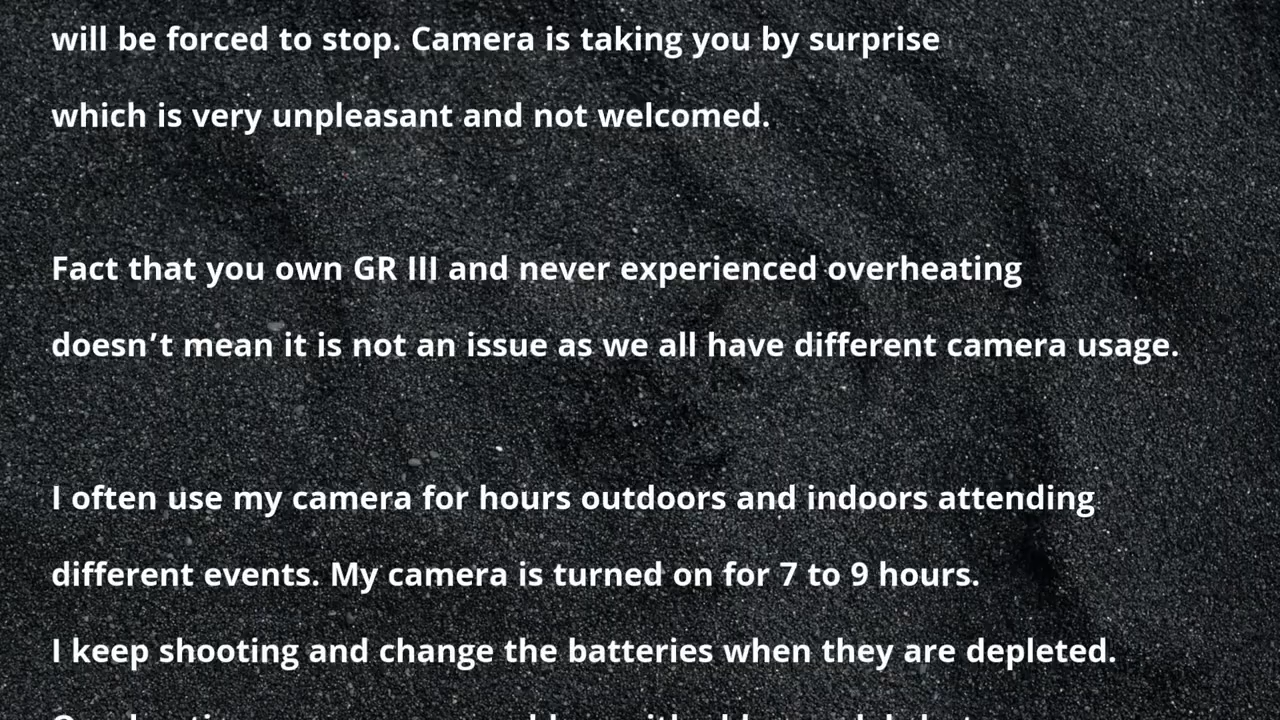 will be forced to stop. Camera is taking you by surprise
which is very unpleasant and not welcomed.
Fact that you own GR III and never experienced overheating
doesn’t mean it is not an issue as we all have different camera usage.
I often use my camera for hours outdoors and indoors attending
different events. My camera is turned on for 7 to 9 hours.
I keep shooting and change the batteries when they are depleted.